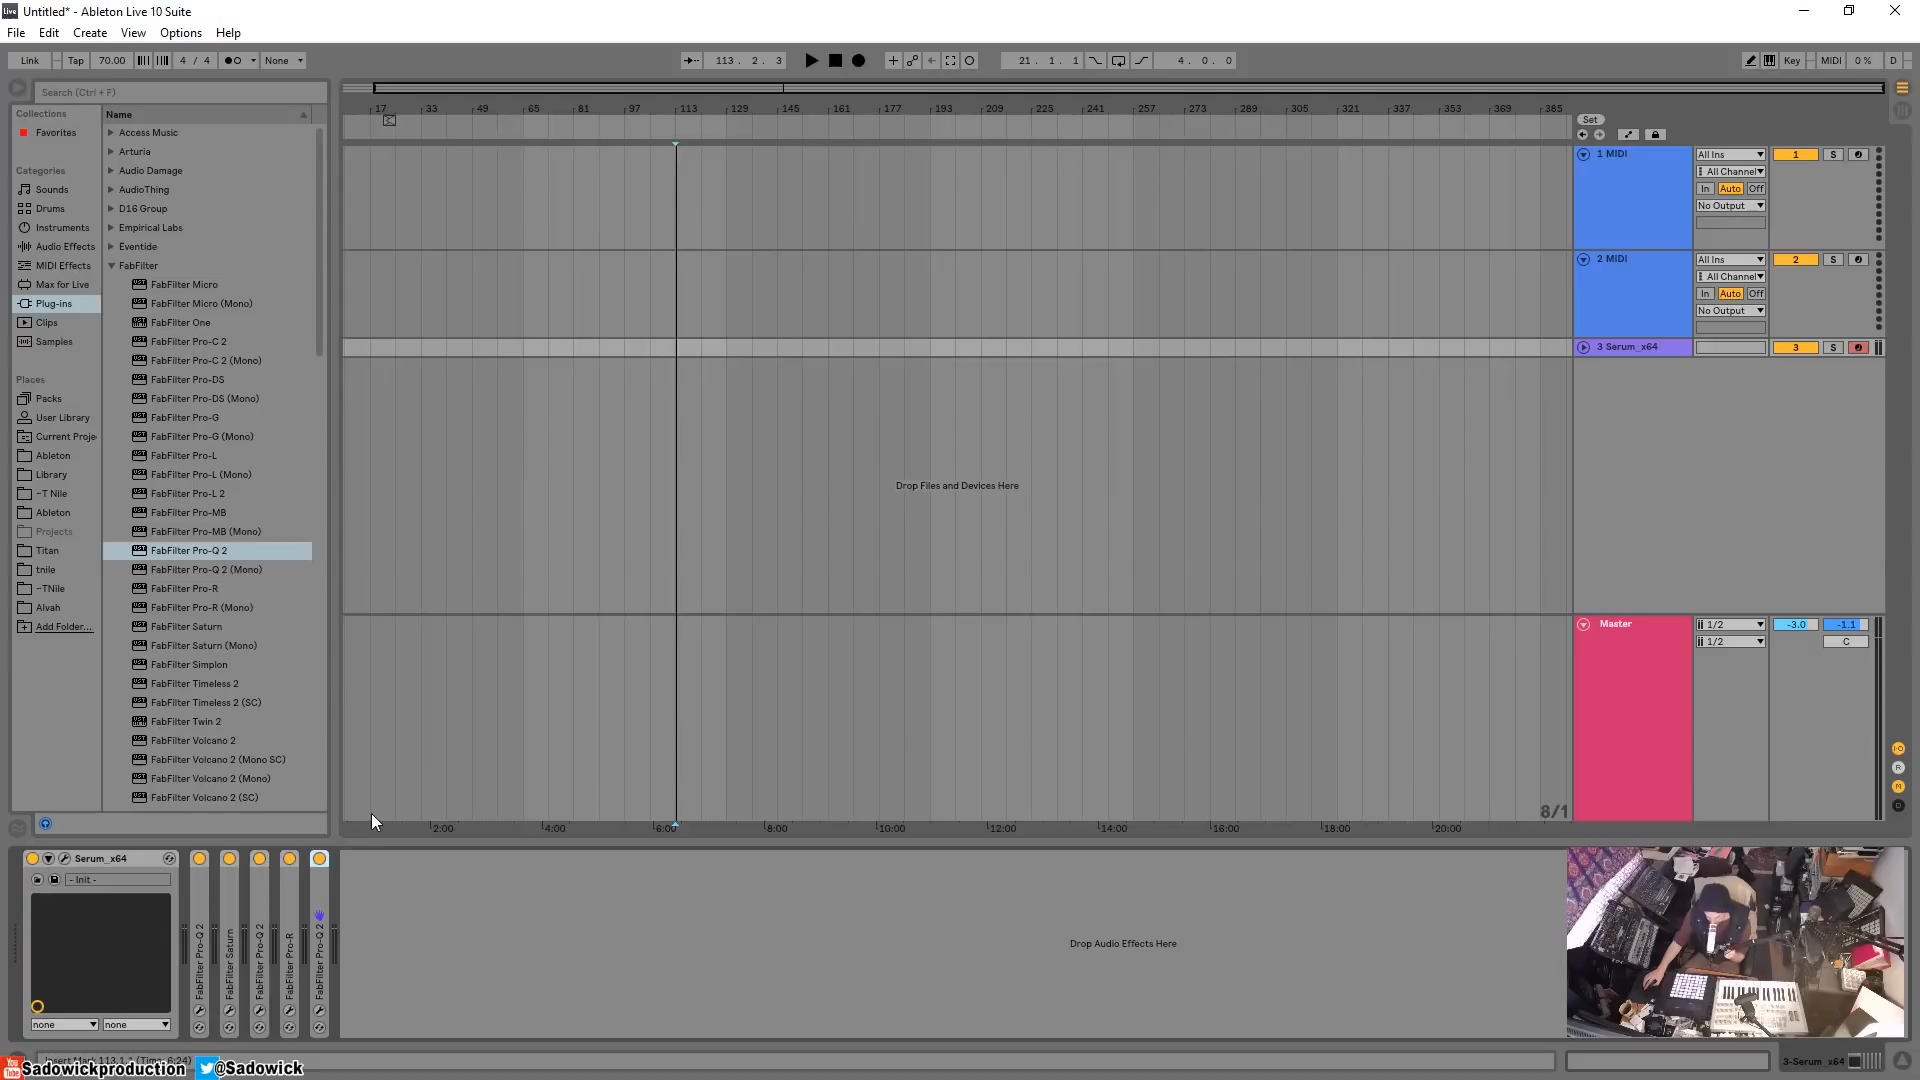 Untitled* - Ableton Live 10 Suite
File Edit Create View Options Help
Link Tap 70.00 4 / 4 None 113 . 2 . 3 21 . 1 . 1 4 . 0 . 0 Key MIDI 0 % D
Search (Ctrl + F)
Collections
Favorites
Categories
Sounds
Drums
Instruments
Audio Effects
MIDI Effects
Max for Live
Plug-ins
Clips
Samples
Places
Packs
User Library
Current Proje
Ableton
Library
~T Nile
Ableton
Projects
Titan
tnile
~TNile
Alvah
Add Folder...
Name
Access Music
Arturia
Audio Damage
AudioThing
D16 Group
Empirical Labs
Eventide
FabFilter
FabFilter Micro
FabFilter Micro (Mono)
FabFilter One
FabFilter Pro-C 2
FabFilter Pro-C 2 (Mono)
FabFilter Pro-DS
FabFilter Pro-DS (Mono)
FabFilter Pro-G
FabFilter Pro-G (Mono)
FabFilter Pro-L
FabFilter Pro-L (Mono)
FabFilter Pro-L 2
FabFilter Pro-MB
FabFilter Pro-MB (Mono)
FabFilter Pro-Q 2
FabFilter Pro-Q 2 (Mono)
FabFilter Pro-R
FabFilter Pro-R (Mono)
FabFilter Saturn
FabFilter Saturn (Mono)
FabFilter Simplon
FabFilter Timeless 2
FabFilter Timeless 2 (SC)
FabFilter Twin 2
FabFilter Volcano 2
FabFilter Volcano 2 (Mono SC)
FabFilter Volcano 2 (Mono)
FabFilter Volcano 2 (SC)
17 33 49 65 81 97 113 129 145 161 177 193 209 225 241 257 273 289 305 321 337 353 369 385
Set
1 MIDI All Ins 1 S
All Channel
In Auto Off
No Output
2 MIDI All Ins 2 S
All Channel
In Auto Off
No Output
3 Serum_x64 3 S
Drop Files and Devices Here
Master 1/2 -3.0 -1.1
1/2 C
8/1
2:00 4:00 6:00 8:00 10:00 12:00 14:00 16:00 18:00 20:00
I·O
R
M
D
Serum_x64
- Init -
none none
FabFilter Pro-Q 2
FabFilter Saturn
FabFilter Pro-Q 2
FabFilter Pro-R
FabFilter Pro-Q 2
Drop Audio Effects Here
Insert Mark 113.1.1 (Time: 6:24)
You Tube Sadowickproduction @Sadowick
3-Serum_x64